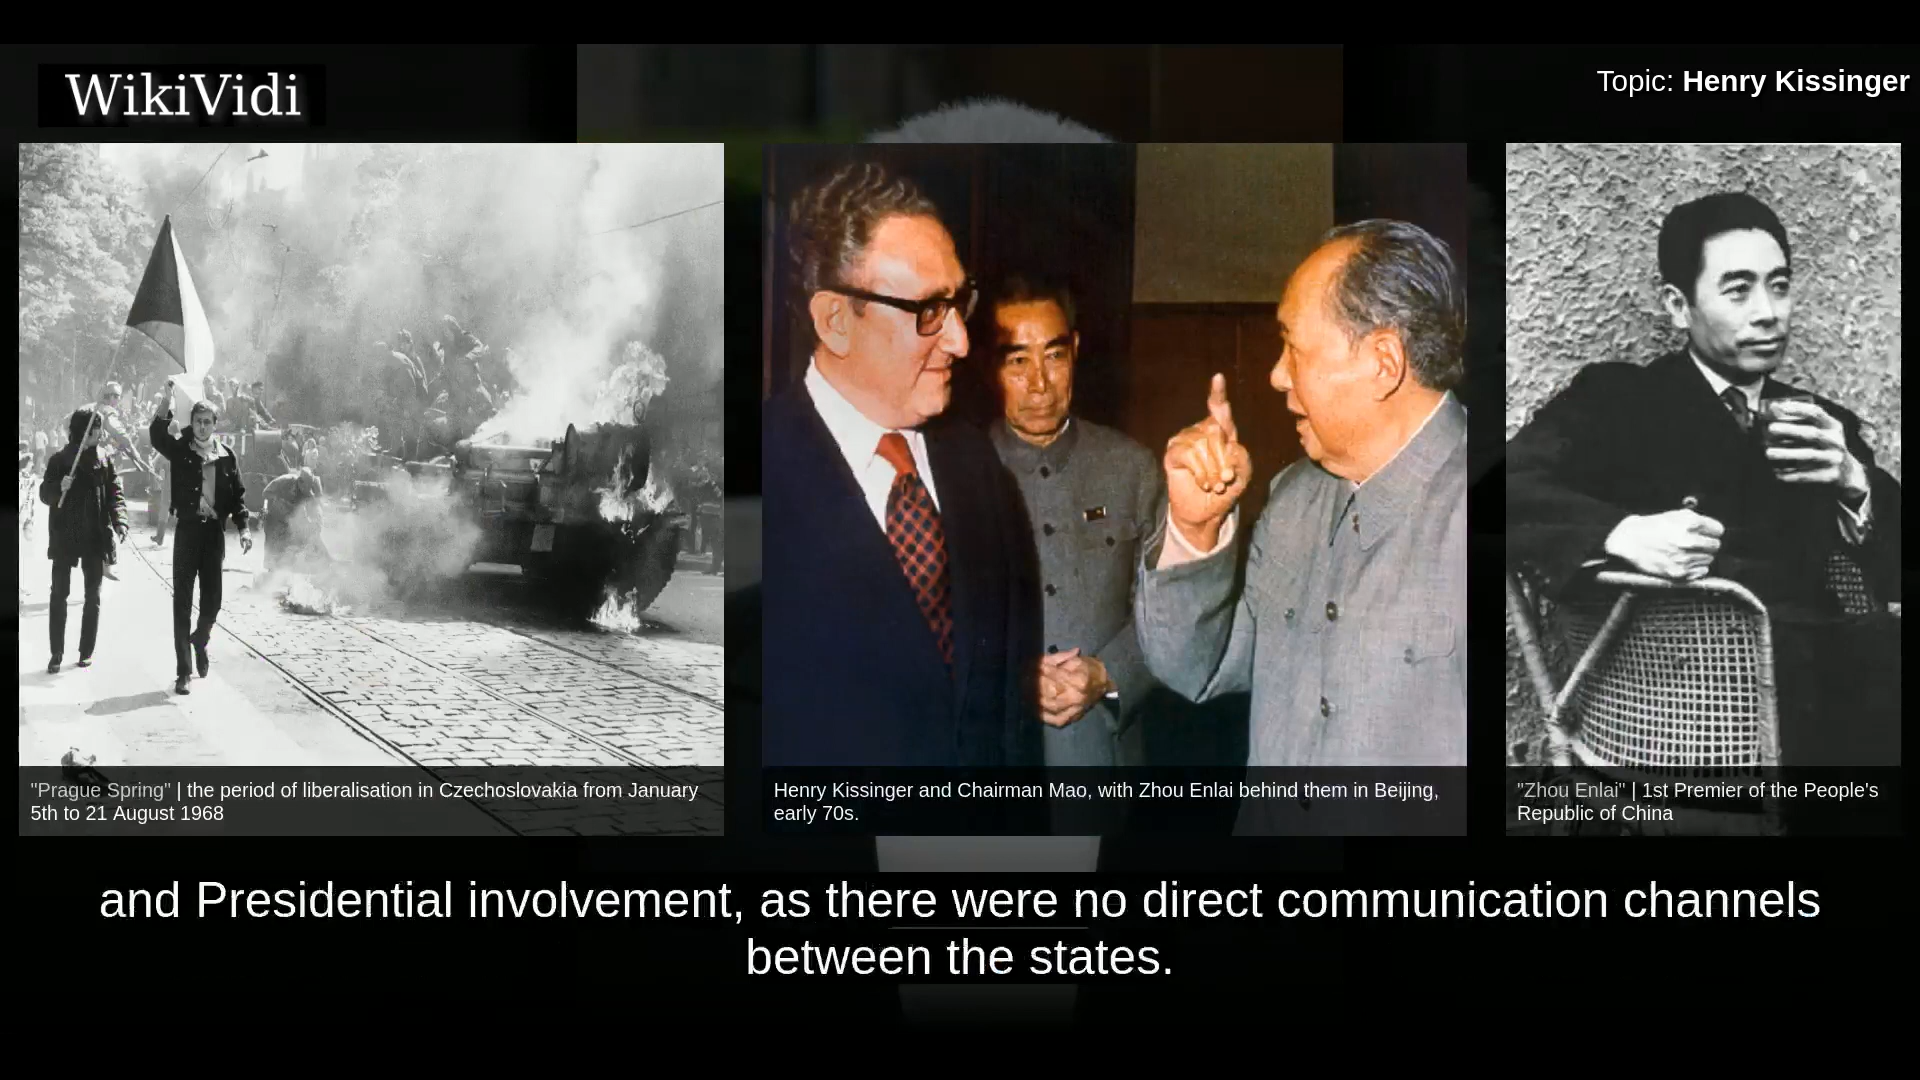 WikiVidi
Topic: Henry Kissinger
"Prague Spring" | the period of liberalisation in Czechoslovakia from January
5th to 21 August 1968
Henry Kissinger and Chairman Mao, with Zhou Enlai behind them in Beijing,
early 70s.
"Zhou Enlai" | 1st Premier of the People's
Republic of China
and Presidential involvement, as there were no direct communication channels
between the states.